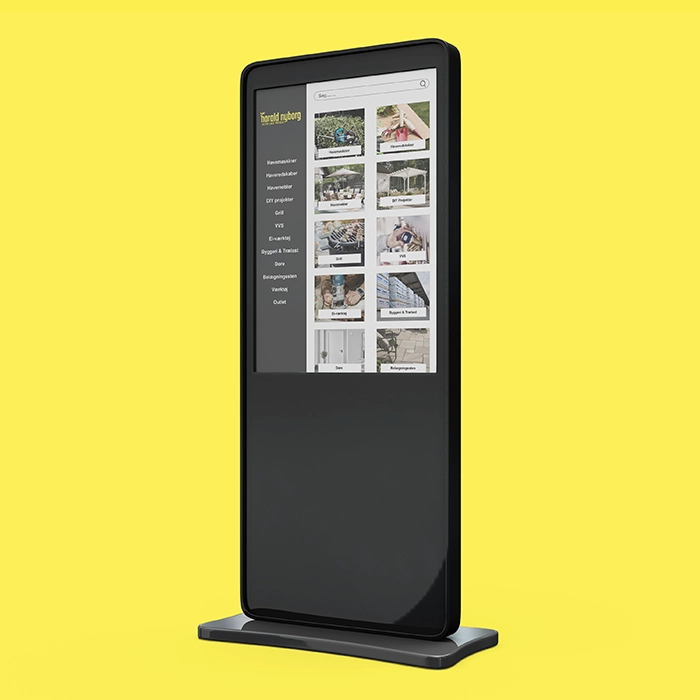 harald nyborg
Havemaskiner
Haveredskaber
Havemøbler
DIY projekter
Grill
VVS
El-værktøj
Byggeri & Trælast
Døre
Belægningssten
Værktøj
Outlet
Søg......
Havemaskiner
Haveredskaber
Havemøbler
DIY Projekter
Grill
VVS
El-værktøj
Byggeri & Trælast
Døre
Belægningssten